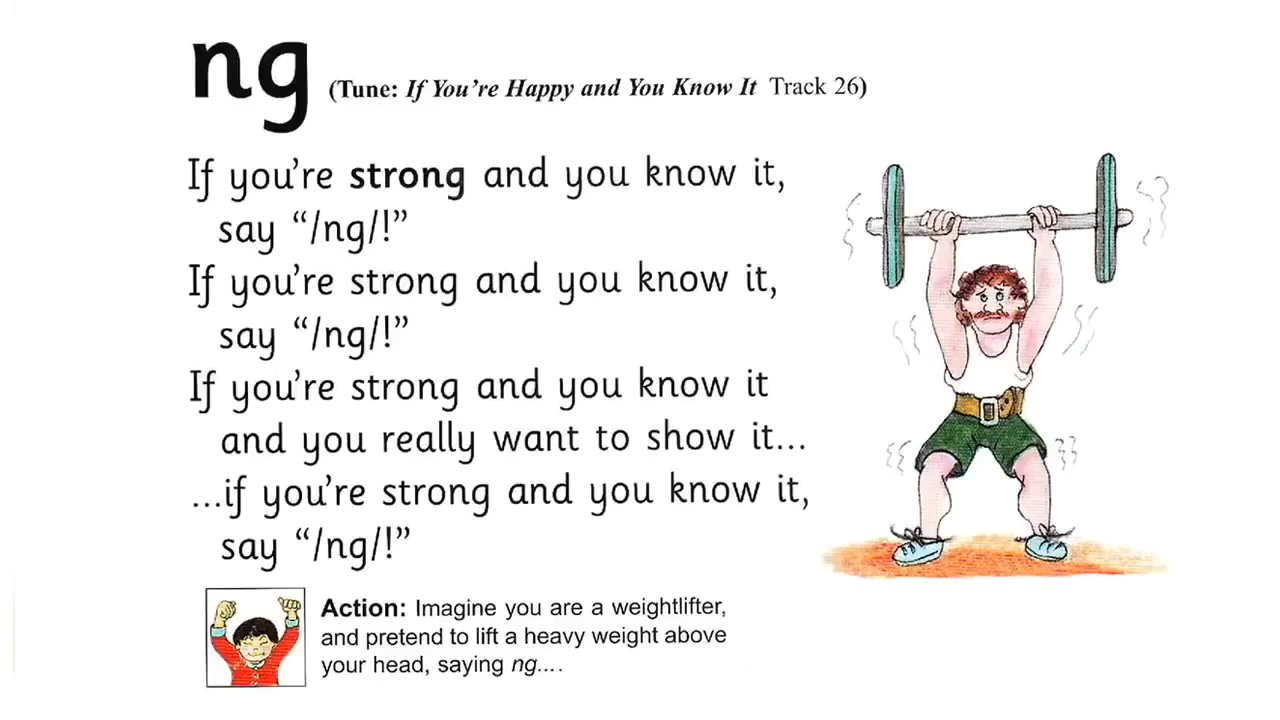 ng (Tune: If You're Happy and You Know It Track 26)
If you're strong and you know it,
say “/ng/!”
If you're strong and you know it,
say “/ng/!”
If you're strong and you know it
and you really want to show it...
...if you're strong and you know it,
say “/ng/!”
Action: Imagine you are a weightlifter,
and pretend to lift a heavy weight above
your head, saying ng....